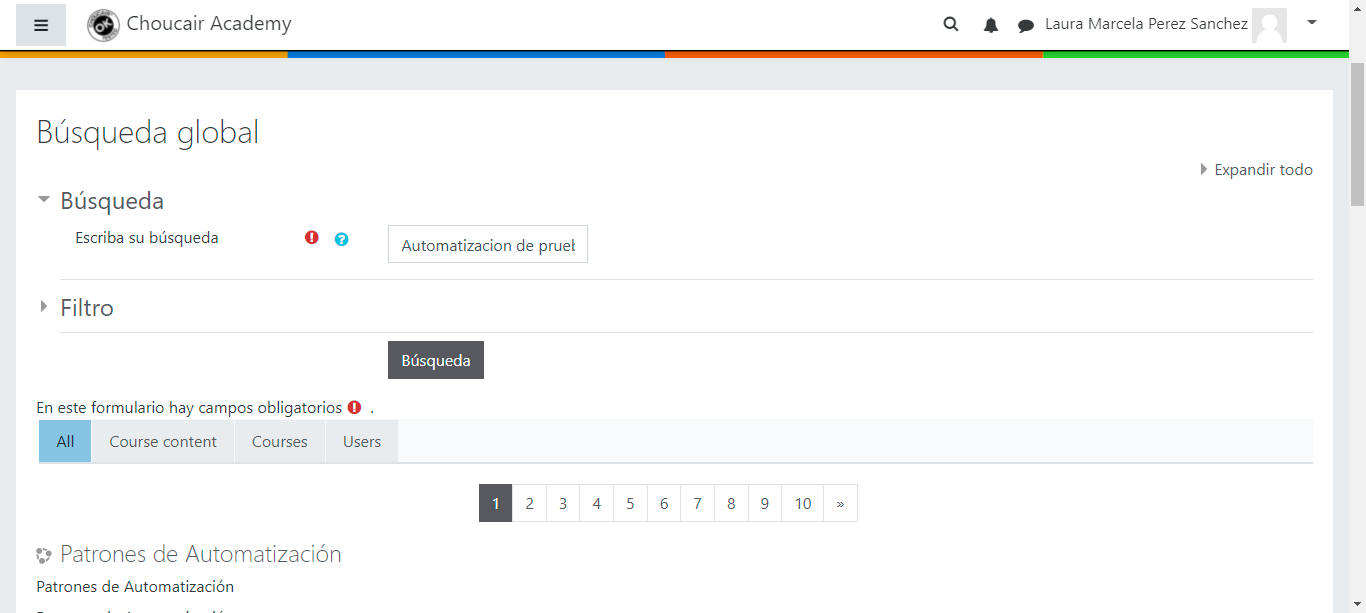 Choucair Academy
Laura Marcela Perez Sanchez
Búsqueda global
Expandir todo
Búsqueda
Escriba su búsqueda
Automatizacion de prueb
Filtro
Búsqueda
En este formulario hay campos obligatorios .
All Course content Courses Users
1 2 3 4 5 6 7 8 9 10 »
Patrones de Automatización
Patrones de Automatización